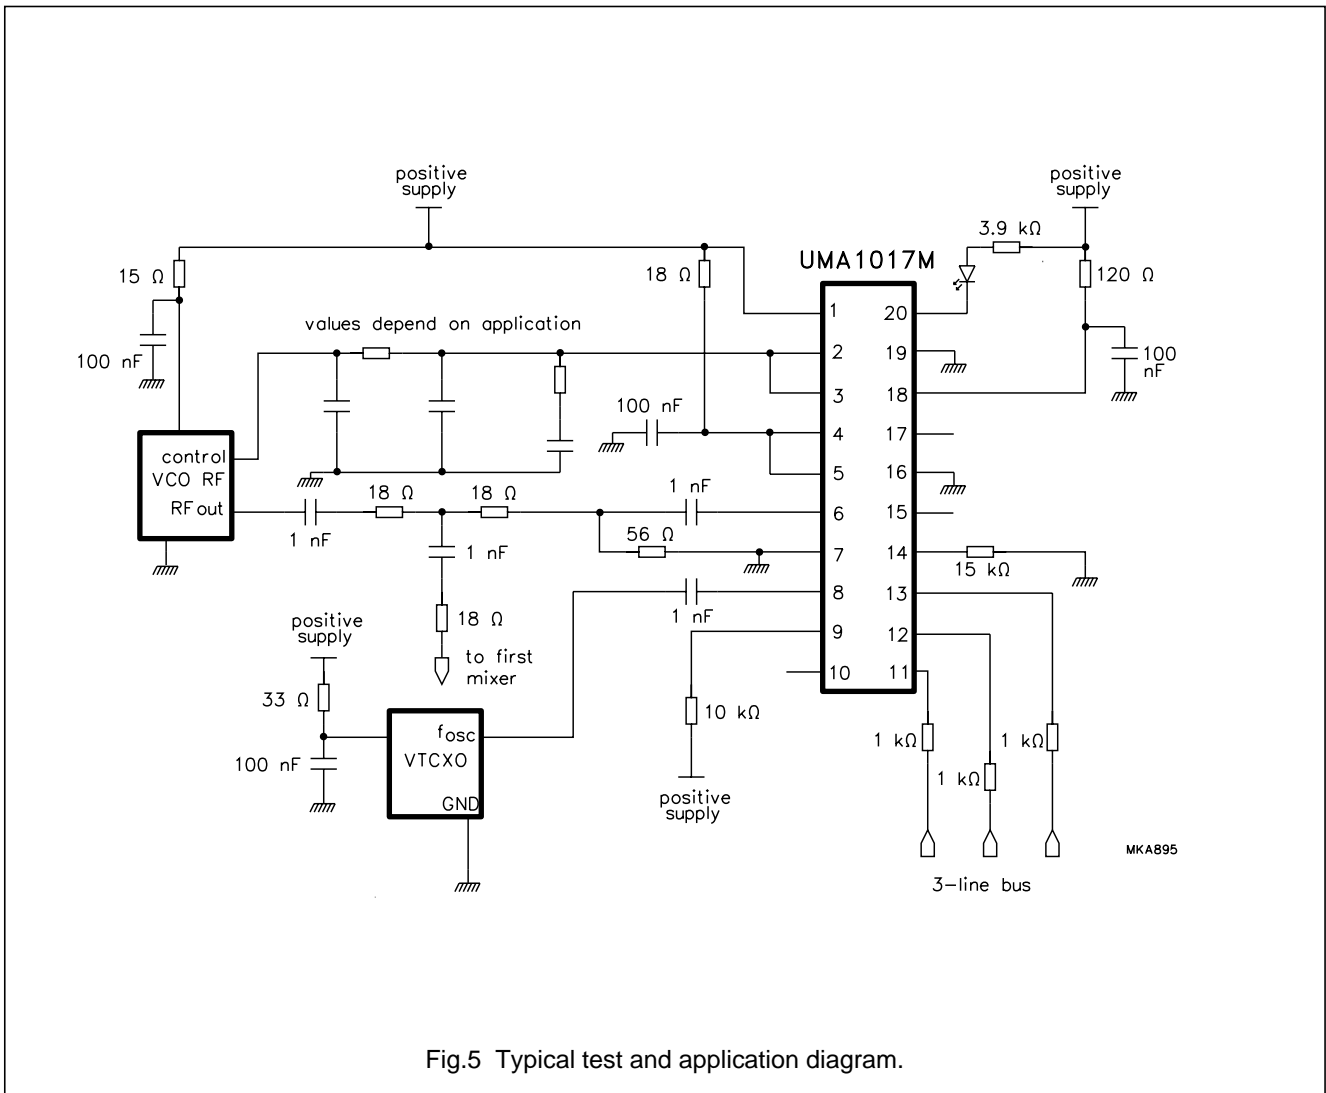 positive
supply
positive
supply
3.9 kΩ
UMA1017M
15 Ω
18 Ω
120 Ω
values depend on application
100 nF
100
nF
1
20
2
19
3
18
100 nF
4
17
5
16
control
VCO RF
RFout
18 Ω
18 Ω
1 nF
6
15
1 nF
1 nF
56 Ω
7
14
15 kΩ
8
13
1 nF
18 Ω
positive
supply
9
12
to first
mixer
10
11
33 Ω
10 kΩ
fosc
VTCXO
GND
100 nF
1 kΩ
1 kΩ
1 kΩ
positive
supply
MKA895
3-line bus
Fig.5 Typical test and application diagram.